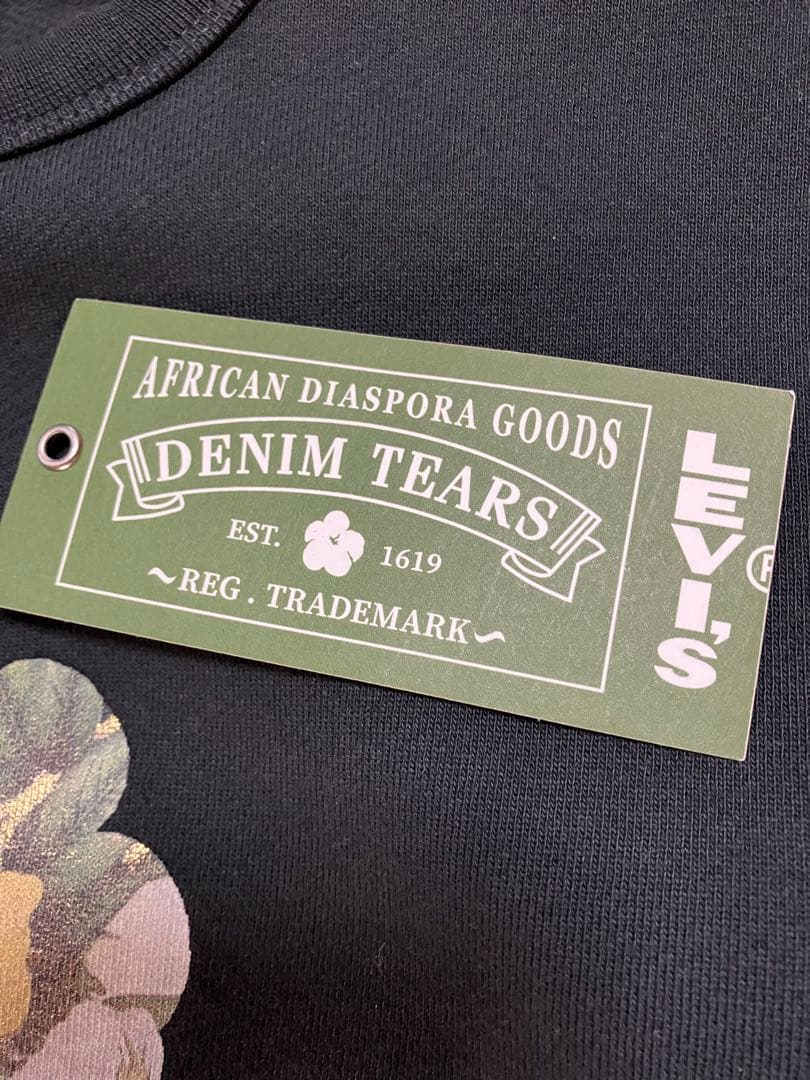 AFRICAN DIASPORA GOODS
DENIM TEARS
EST. 1619
~REG. TRADEMARK~
LEVI'S